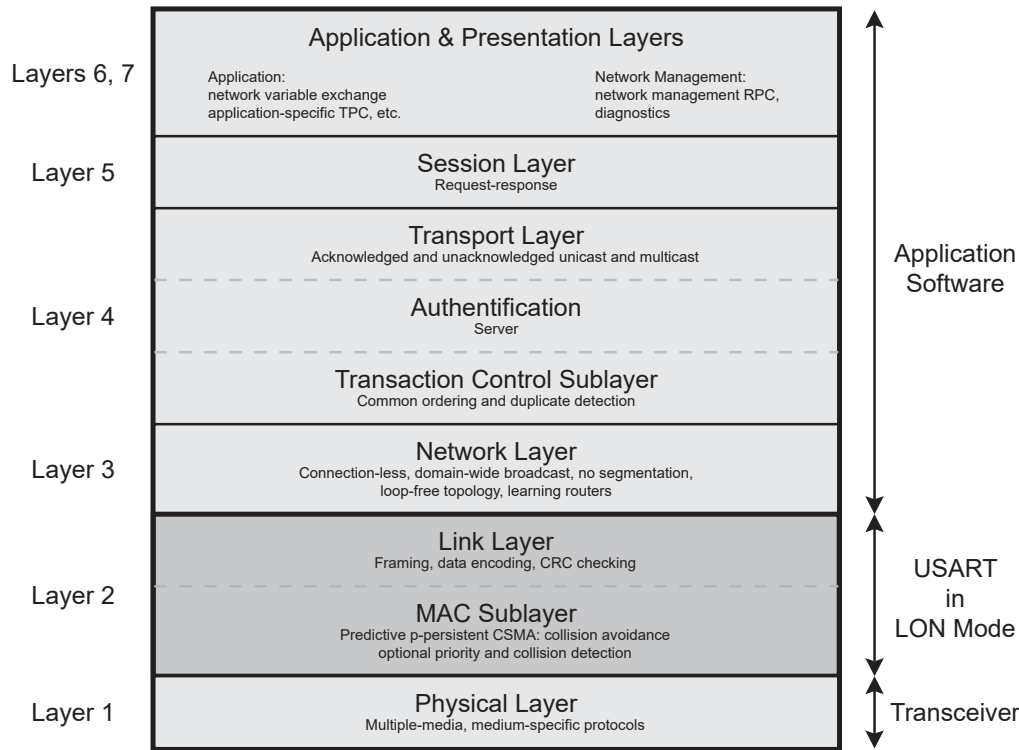 Application & Presentation Layers
Layers 6, 7
Application:
network variable exchange
application-specific TPC, etc.
Network Management:
network management RPC,
diagnostics
Layer 5
Session Layer
Request-response
Transport Layer
Acknowledged and unacknowledged unicast and multicast
Application
Software
Layer 4
Authentification
Server
Transaction Control Sublayer
Common ordering and duplicate detection
Layer 3
Network Layer
Connection-less, domain-wide broadcast, no segmentation,
loop-free topology, learning routers
Layer 2
Link Layer
Framing, data encoding, CRC checking
MAC Sublayer
Predictive p-persistent CSMA: collision avoidance
optional priority and collision detection
USART
in
LON Mode
Layer 1
Physical Layer
Multiple-media, medium-specific protocols
Transceiver